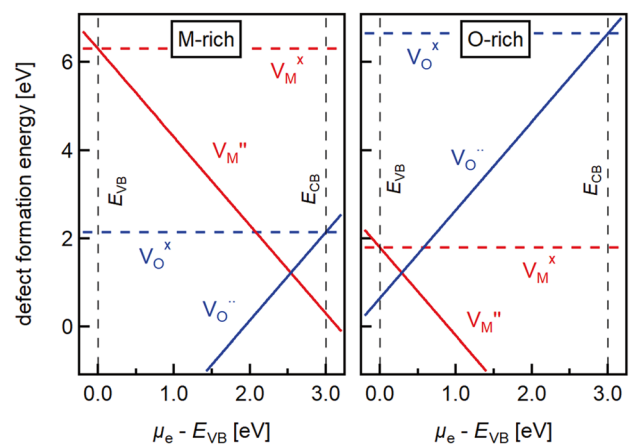 M-rich
O-rich
defect formation energy [eV]
6
4
2
0
V_M^x
V_M''
E_VB
E_CB
V_O^x
V_O^¨
V_O^x
V_O^¨
E_VB
E_CB
V_M^x
V_M''
0.0 1.0 2.0 3.0
0.0 1.0 2.0 3.0
μ_e - E_VB [eV]
μ_e - E_VB [eV]